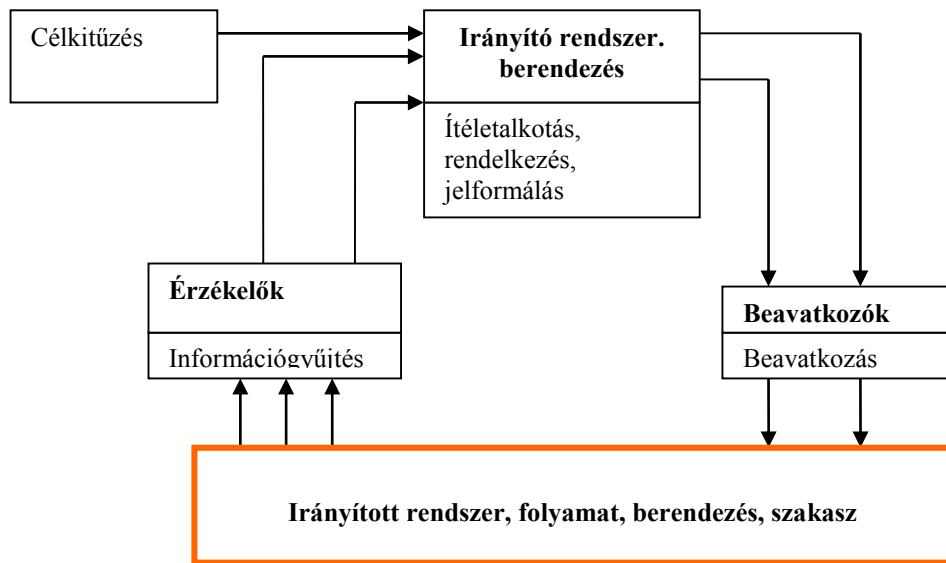 Célkitűzés
Irányító rendszer.
berendezés
Ítéletalkotás,
rendelkezés,
jelformálás
Érzékelők
Információgyűjtés
Beavatkozók
Beavatkozás
Irányított rendszer, folyamat, berendezés, szakasz